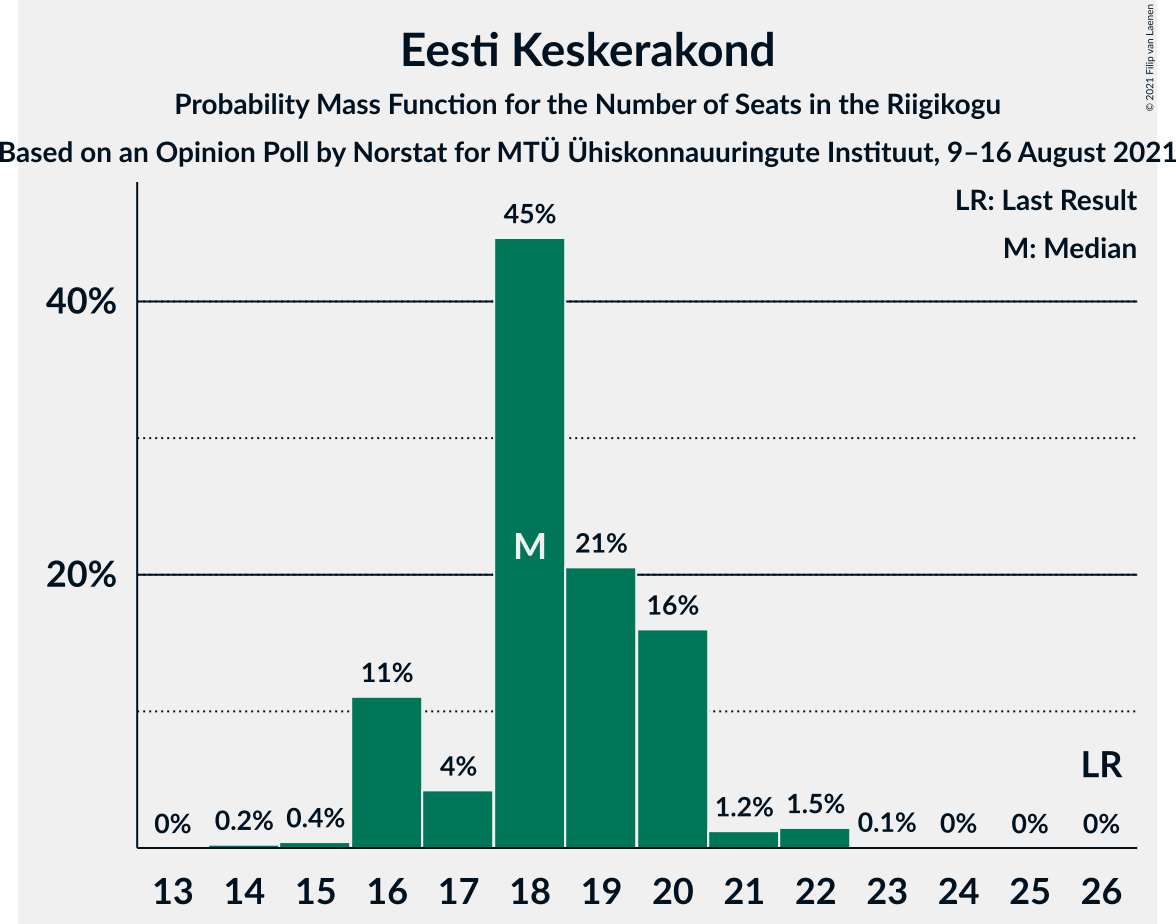 Eesti Keskerakond
Probability Mass Function for the Number of Seats in the Riigikogu
Based on an Opinion Poll by Norstat for MTÜ Ühiskonnauuringute Instituut, 9–16 August 2021
© 2021 Filip van Laenen
LR: Last Result
M: Median
45%
40%
M
21%
20%
16%
11%
4%
LR
0% 0.2% 0.4% 1.2% 1.5% 0.1% 0% 0% 0%
13 14 15 16 17 18 19 20 21 22 23 24 25 26